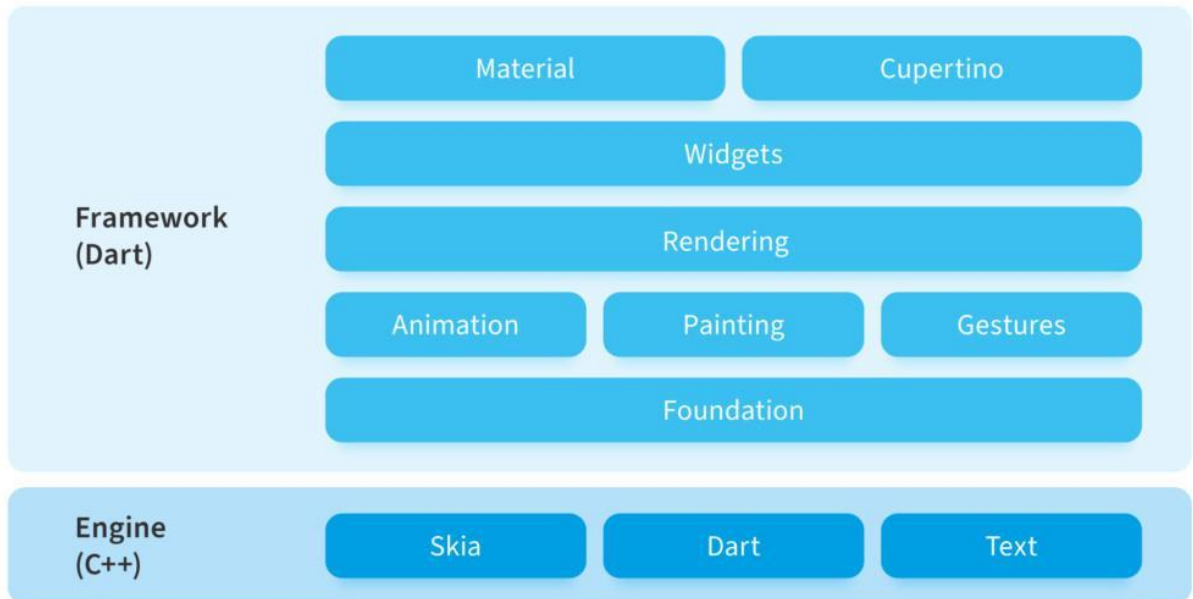 Material Cupertino
Widgets
Framework
(Dart)
Rendering
Animation Painting Gestures
Foundation
Engine
(C++)
Skia Dart Text